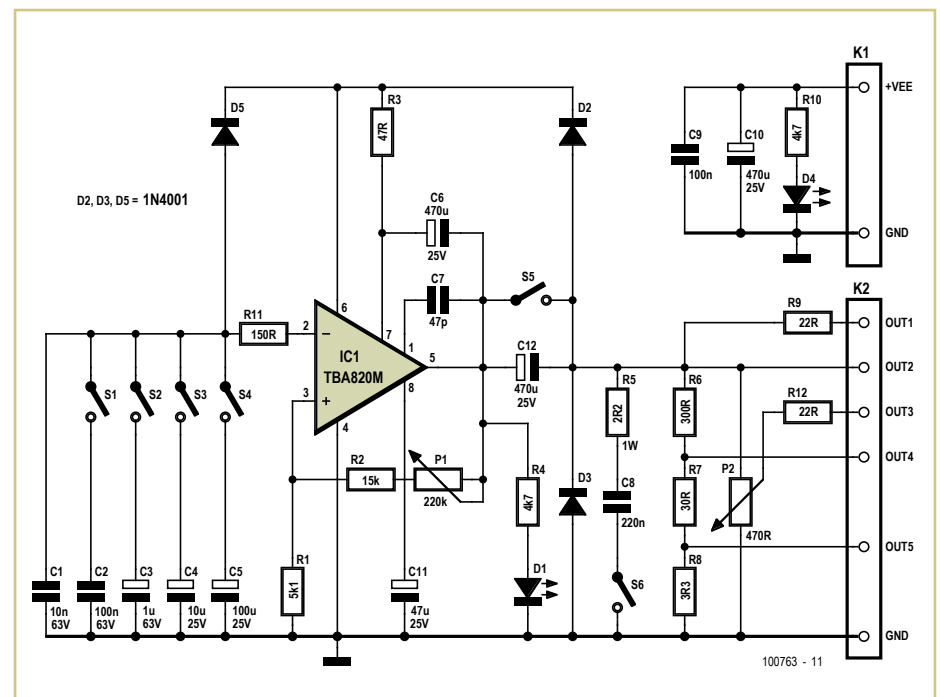 K1
+VEE
R10
4k7
C9
100n
C10
470u
25V
D4
GND
D5
R3
47R
D2
D2, D3, D5 = 1N4001
C6
470u
25V
C7
47p
S5
K2
R9
22R
OUT1
R11
150R
2
–
6
7
1
IC1
TBA820M
5
8
3
+
4
C12
470u
25V
OUT2
R5
2R2
1W
R6
300R
R12
22R
OUT3
S1
S2
S3
S4
OUT4
R2
15k
P1
220k
R4
4k7
D3
C8
220n
R7
30R
P2
470R
OUT5
C1
10n
63V
C2
100n
63V
C3
1u
63V
C4
10u
25V
C5
100u
25V
R1
5k1
C11
47u
25V
D1
S6
R8
3R3
GND
100763 - 11